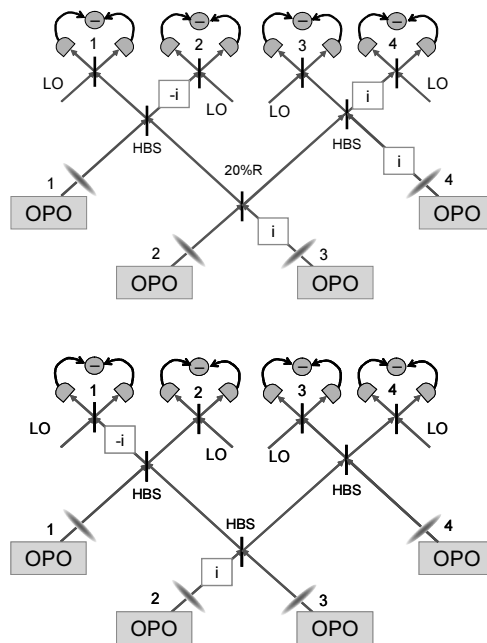 1 2 3 4
LO LO LO LO
-i i
HBS HBS
20%R i
1 4
OPO i OPO
2 3
OPO OPO
1 2 3 4
LO LO LO LO
-i
HBS HBS
HBS
1 4
OPO i OPO
2 3
OPO OPO